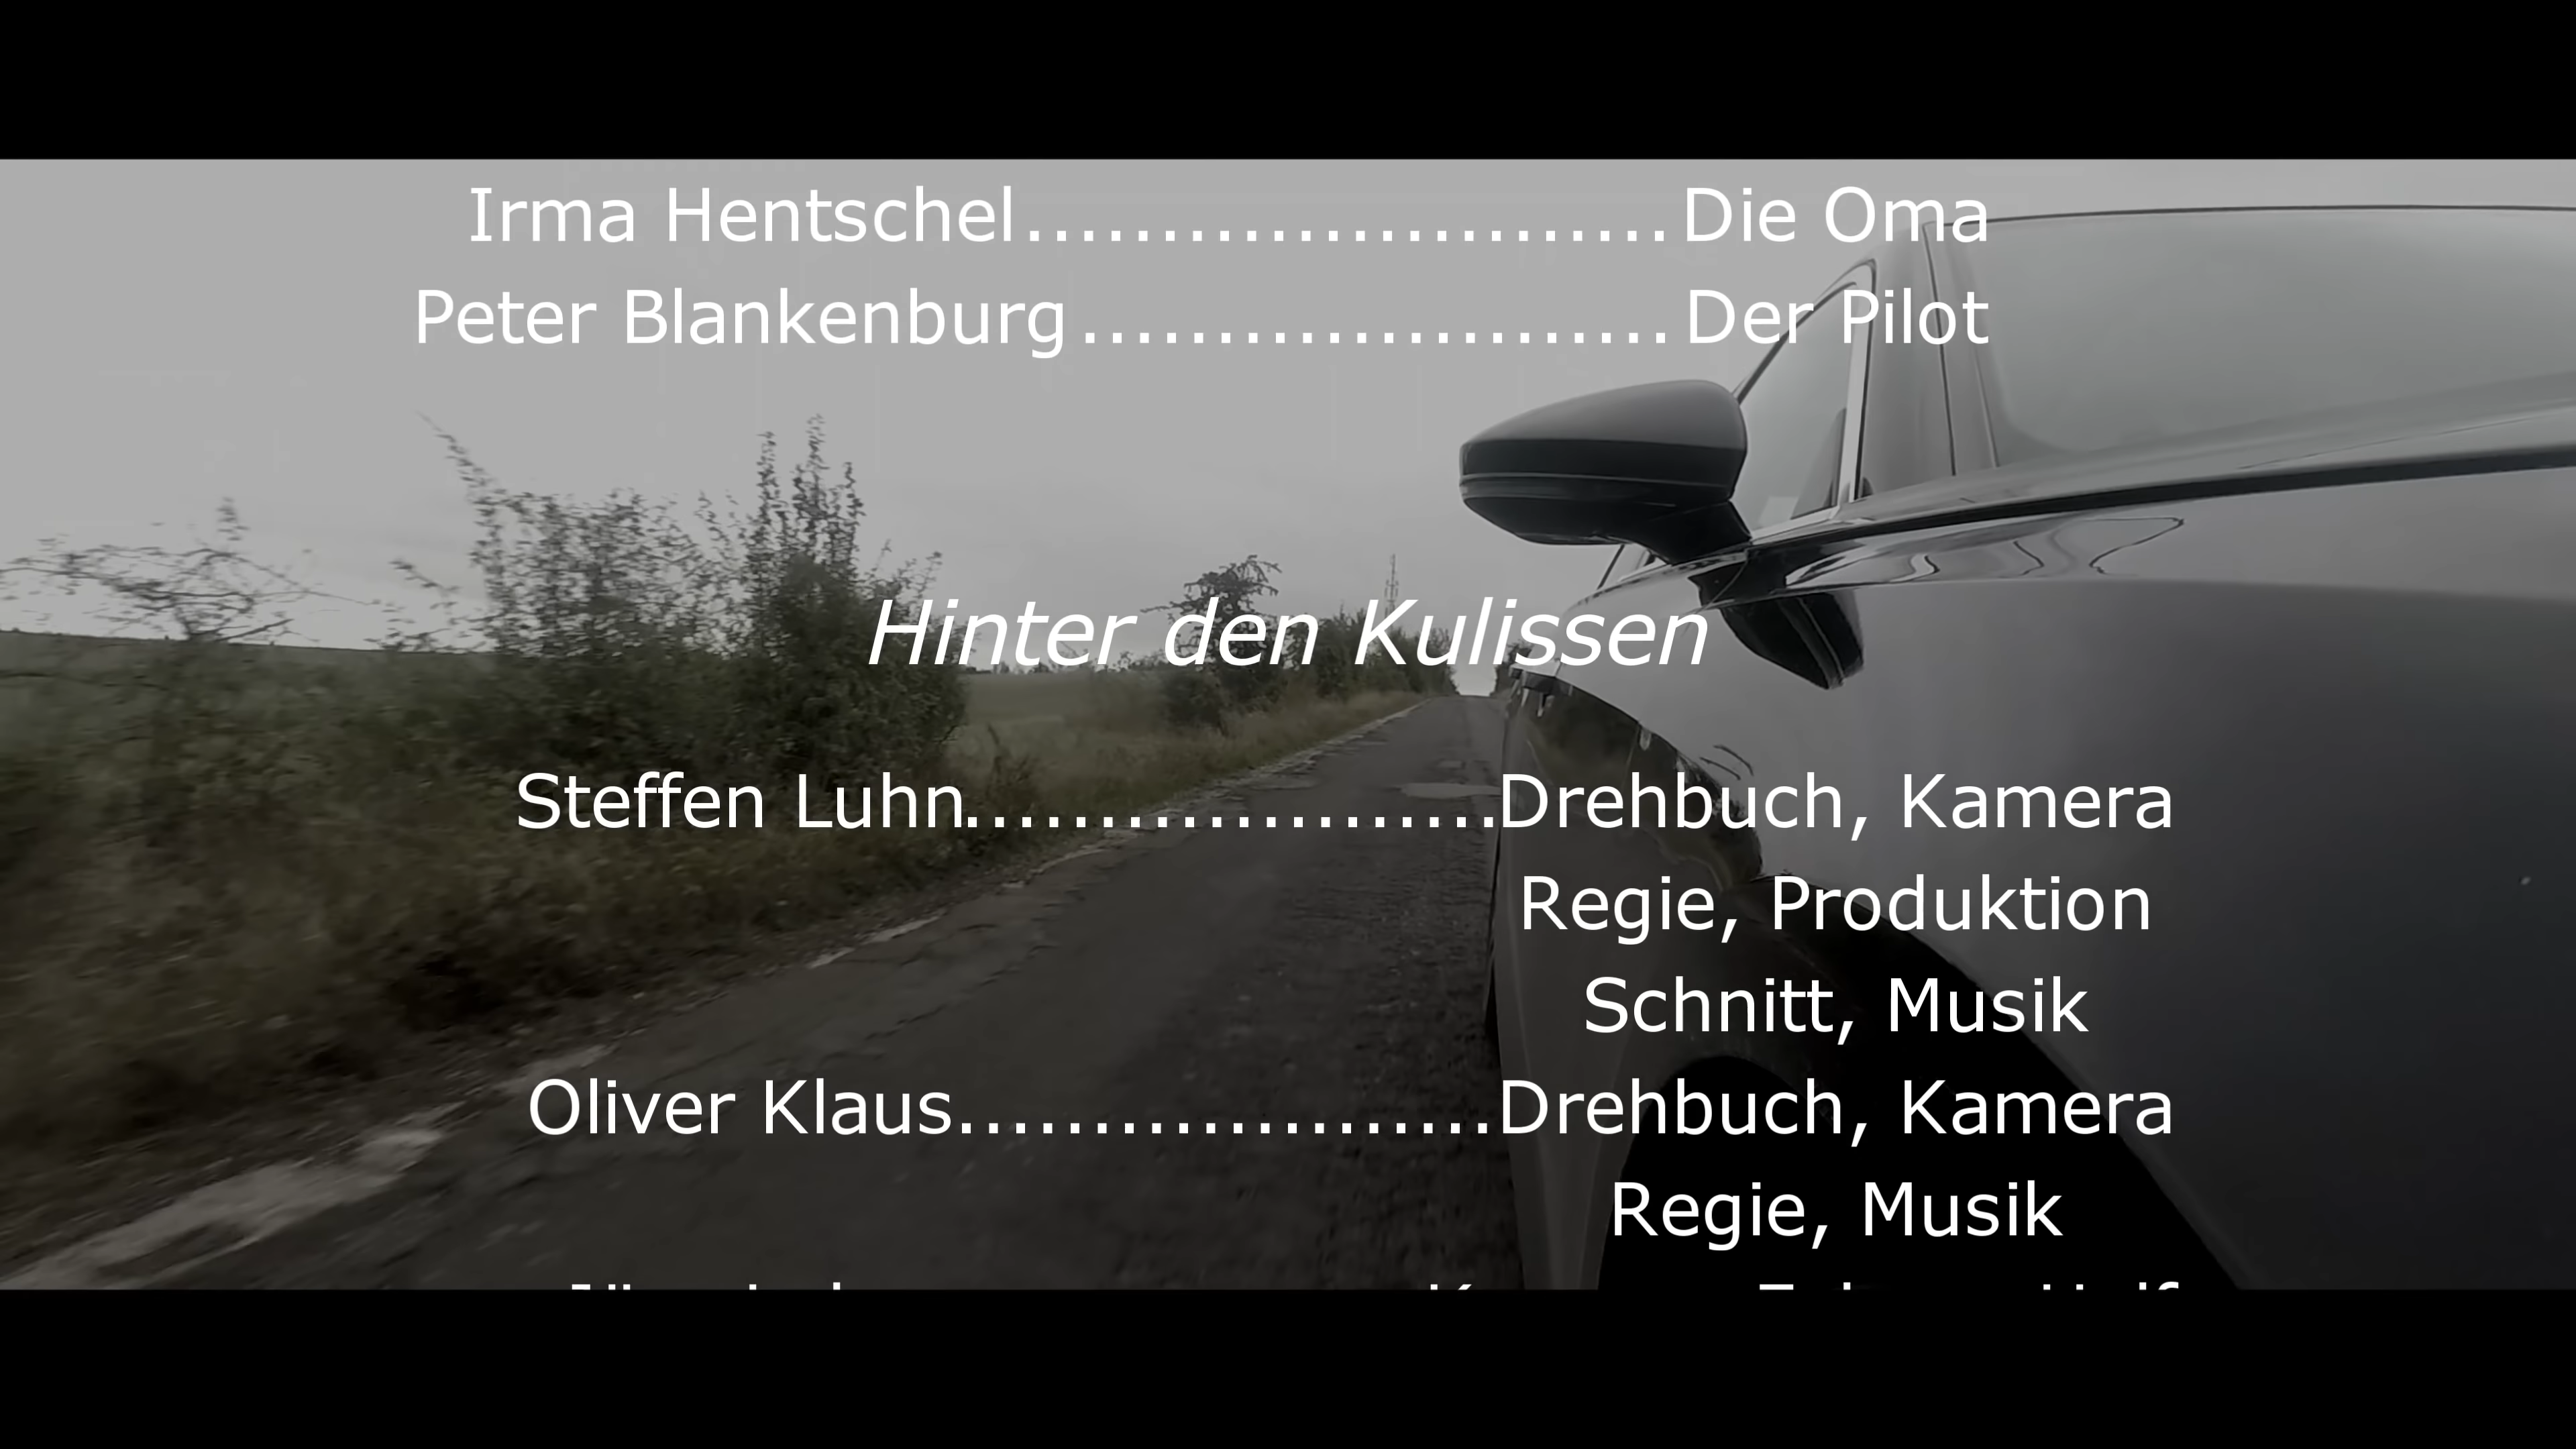 Irma Hentschel........................Die Oma
Peter Blankenburg......................Der Pilot
Hinter den Kulissen
Steffen Luhn....................Drehbuch, Kamera
Regie, Produktion
Schnitt, Musik
Oliver Klaus....................Drehbuch, Kamera
Regie, Musik